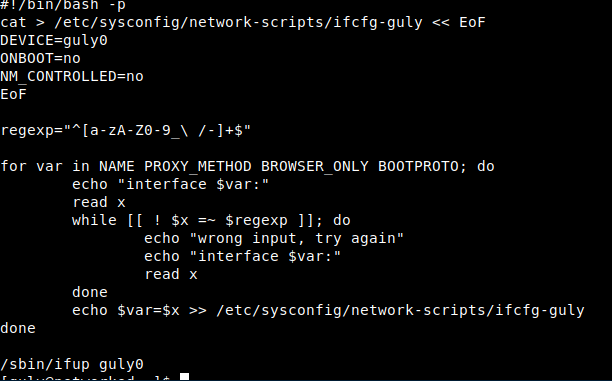 #!/bin/bash -p
cat > /etc/sysconfig/network-scripts/ifcfg-guly << EoF
DEVICE=guly0
ONBOOT=no
NM_CONTROLLED=no
EoF

regexp="^[a-zA-Z0-9_\ /-]+$"

for var in NAME PROXY_METHOD BROWSER_ONLY BOOTPROTO; do
        echo "interface $var:"
        read x
        while [[ ! $x =~ $regexp ]]; do
                echo "wrong input, try again"
                echo "interface $var:"
                read x
        done
        echo $var=$x >> /etc/sysconfig/network-scripts/ifcfg-guly
done

/sbin/ifup guly0